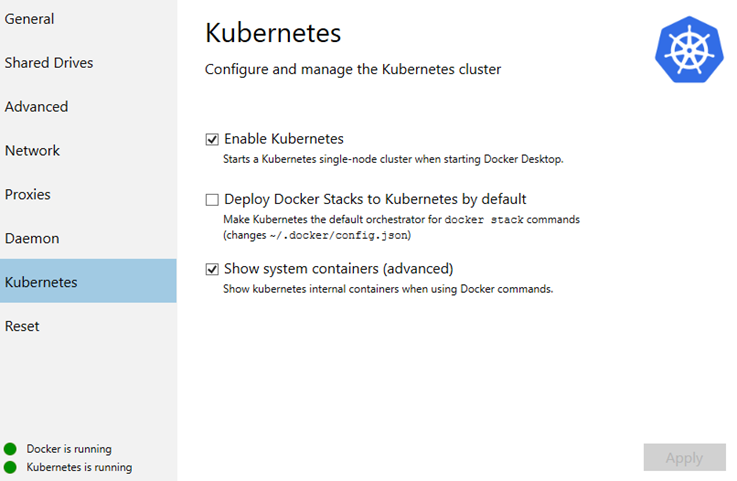 General
Shared Drives
Advanced
Network
Proxies
Daemon
Kubernetes
Reset
Docker is running
Kubernetes is running
Kubernetes
Configure and manage the Kubernetes cluster
Enable Kubernetes
Starts a Kubernetes single-node cluster when starting Docker Desktop.
Deploy Docker Stacks to Kubernetes by default
Make Kubernetes the default orchestrator for docker stack commands
(changes ~/.docker/config.json)
Show system containers (advanced)
Show kubernetes internal containers when using Docker commands.
Apply